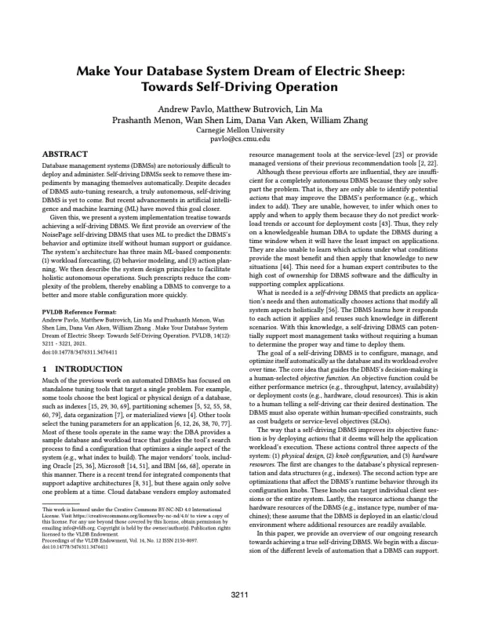 Make Your Database System Dream of Electric Sheep:
Towards Self-Driving Operation
Andrew Pavlo, Matthew Butrovich, Lin Ma
Prashanth Menon, Wan Shen Lim, Dana Van Aken, William Zhang
Carnegie Mellon University
pavlo@cs.cmu.edu
ABSTRACT
Database management systems (DBMSs) are notoriously difficult to
deploy and administer. Self-driving DBMSs seek to remove these im-
pediments by managing themselves automatically. Despite decades
of DBMS auto-tuning research, a truly autonomous, self-driving
DBMS is yet to come. But recent advancements in artificial intelli-
gence and machine learning (ML) have moved this goal closer.
Given this, we present a system implementation treatise towards
achieving a self-driving DBMS. We first provide an overview of the
NoisePage self-driving DBMS that uses ML to predict the DBMS's
behavior and optimize itself without human support or guidance.
The system's architecture has three main ML-based components:
(1) workload forecasting, (2) behavior modeling, and (3) action plan-
ning. We then describe the system design principles to facilitate
holistic autonomous operations. Such prescripts reduce the com-
plexity of the problem, thereby enabling a DBMS to converge to a
better and more stable configuration more quickly.
PVLDB Reference Format:
Andrew Pavlo, Matthew Butrovich, Lin Ma and Prashanth Menon, Wan
Shen Lim, Dana Van Aken, William Zhang . Make Your Database System
Dream of Electric Sheep: Towards Self-Driving Operation. PVLDB, 14(12):
3211 - 3221, 2021.
doi:10.14778/3476311.3476411
1 INTRODUCTION
Much of the previous work on automated DBMSs has focused on
standalone tuning tools that target a single problem. For example,
some tools choose the best logical or physical design of a database,
such as indexes [15, 29, 30, 69], partitioning schemes [5, 52, 55, 58,
60, 79], data organization [7], or materialized views [4]. Other tools
select the tuning parameters for an application [6, 12, 26, 38, 70, 77].
Most of these tools operate in the same way: the DBA provides a
sample database and workload trace that guides the tool's search
process to find a configuration that optimizes a single aspect of the
system (e.g., what index to build). The major vendors' tools, includ-
ing Oracle [25, 36], Microsoft [14, 51], and IBM [66, 68], operate in
this manner. There is a recent trend for integrated components that
support adaptive architectures [8, 31], but these again only solve
one problem at a time. Cloud database vendors employ automated
This work is licensed under the Creative Commons BY-NC-ND 4.0 International
License. Visit https://creativecommons.org/licenses/by-nc-nd/4.0/ to view a copy of
this license. For any use beyond those covered by this license, obtain permission by
emailing info@vldb.org. Copyright is held by the owner/author(s). Publication rights
licensed to the VLDB Endowment.
Proceedings of the VLDB Endowment, Vol. 14, No. 12 ISSN 2150-8097.
doi:10.14778/3476311.3476411
resource management tools at the service-level [23] or provide
managed versions of their previous recommendation tools [2, 22].
Although these previous efforts are influential, they are insuffi-
cient for a completely autonomous DBMS because they only solve
part the problem. That is, they are only able to identify potential
actions that may improve the DBMS's performance (e.g., which
index to add). They are unable, however, to infer which ones to
apply and when to apply them because they do not predict work-
load trends or account for deployment costs [43]. Thus, they rely
on a knowledgeable human DBA to update the DBMS during a
time window when it will have the least impact on applications.
They are also unable to learn which actions under what conditions
provide the most benefit and then apply that knowledge to new
situations [44]. This need for a human expert contributes to the
high cost of ownership for DBMS software and the difficulty in
supporting complex applications.
What is needed is a self-driving DBMS that predicts an applica-
tion's needs and then automatically chooses actions that modify all
system aspects holistically [56]. The DBMS learns how it responds
to each action it applies and reuses such knowledge in different
scenarios. With this knowledge, a self-driving DBMS can poten-
tially support most management tasks without requiring a human
to determine the proper way and time to deploy them.
The goal of a self-driving DBMS is to configure, manage, and
optimize itself automatically as the database and its workload evolve
over time. The core idea that guides the DBMS's decision-making is
a human-selected objective function. An objective function could be
either performance metrics (e.g., throughput, latency, availability)
or deployment costs (e.g., hardware, cloud resources). This is akin
to a human telling a self-driving car their desired destination. The
DBMS must also operate within human-specified constraints, such
as cost budgets or service-level objectives (SLOs).
The way that a self-driving DBMS improves its objective func-
tion is by deploying actions that it deems will help the application
workload's execution. These actions control three aspects of the
system: (1) physical design, (2) knob configuration, and (3) hardware
resources. The first are changes to the database's physical represen-
tation and data structures (e.g., indexes). The second action type are
optimizations that affect the DBMS's runtime behavior through its
configuration knobs. These knobs can target individual client ses-
sions or the entire system. Lastly, the resource actions change the
hardware resources of the DBMS (e.g., instance type, number of ma-
chines); these assume that the DBMS is deployed in an elastic/cloud
environment where additional resources are readily available.
In this paper, we provide an overview of our ongoing research
towards achieving a true self-driving DBMS. We begin with a discus-
sion of the different levels of automation that a DBMS can support.
3211